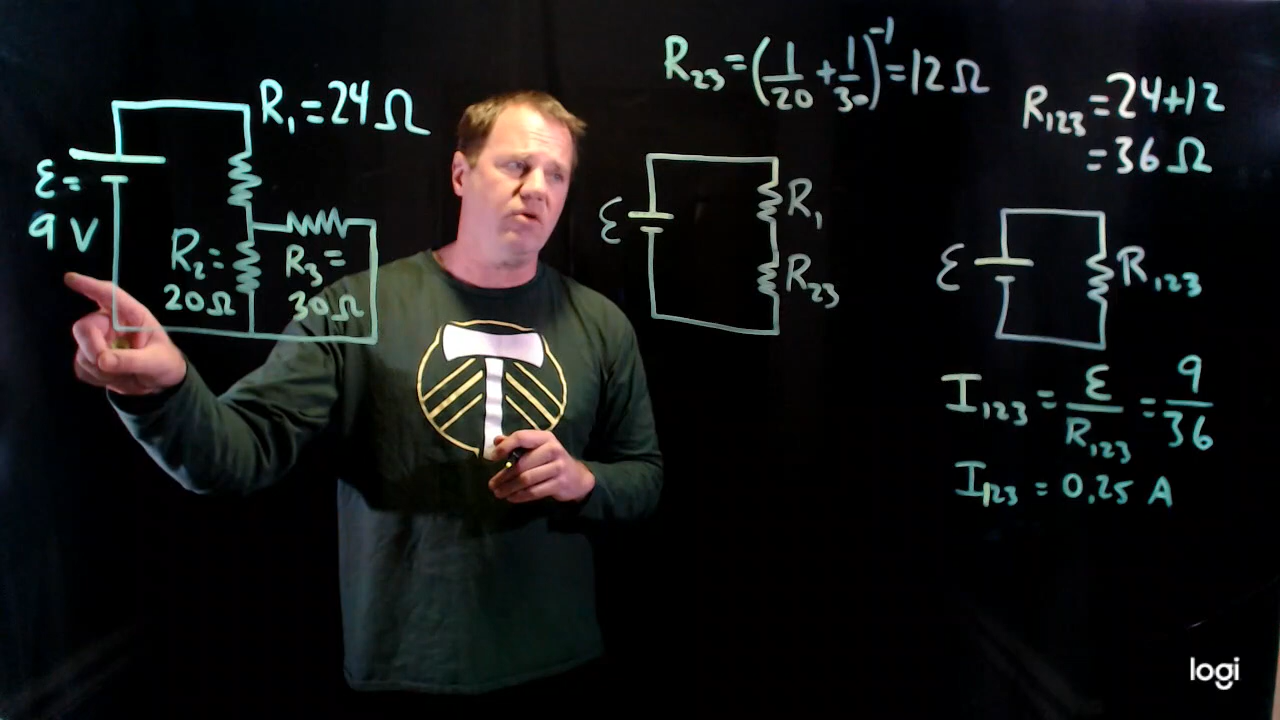 R₁ = 24 Ω
ε =
9 V
R₂ =
20 Ω
R₃ =
30 Ω
R₂₃ = (1/20 + 1/30)⁻¹ = 12 Ω
ε
R₁
R₂₃
R₁₂₃ = 24 + 12
= 36 Ω
ε
R₁₂₃
I₁₂₃ = ε/R₁₂₃ = 9/36
I₁₂₃ = 0.25 A
logi